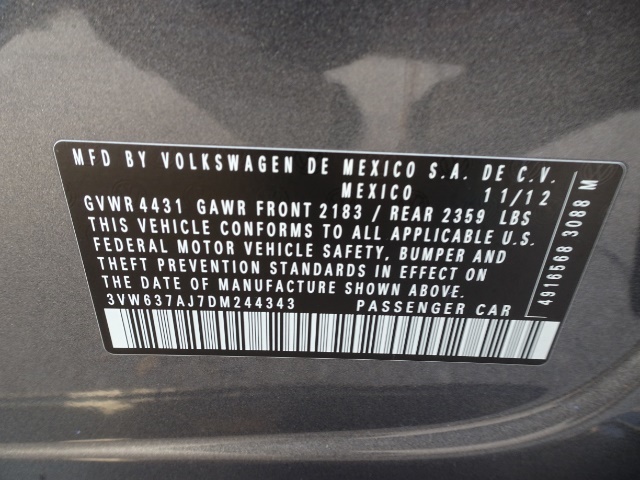 MFD BY VOLKSWAGEN DE MEXICO S.A. DE C.V.
MEXICO 11/12
GVWR 4431 GAWR FRONT 2183 / REAR 2359 LBS
THIS VEHICLE CONFORMS TO ALL APPLICABLE U.S.
FEDERAL MOTOR VEHICLE SAFETY, BUMPER AND
THEFT PREVENTION STANDARDS IN EFFECT ON
THE DATE OF MANUFACTURE SHOWN ABOVE.
3VW637AJ7DM244343 PASSENGER CAR
4916568 3088 M